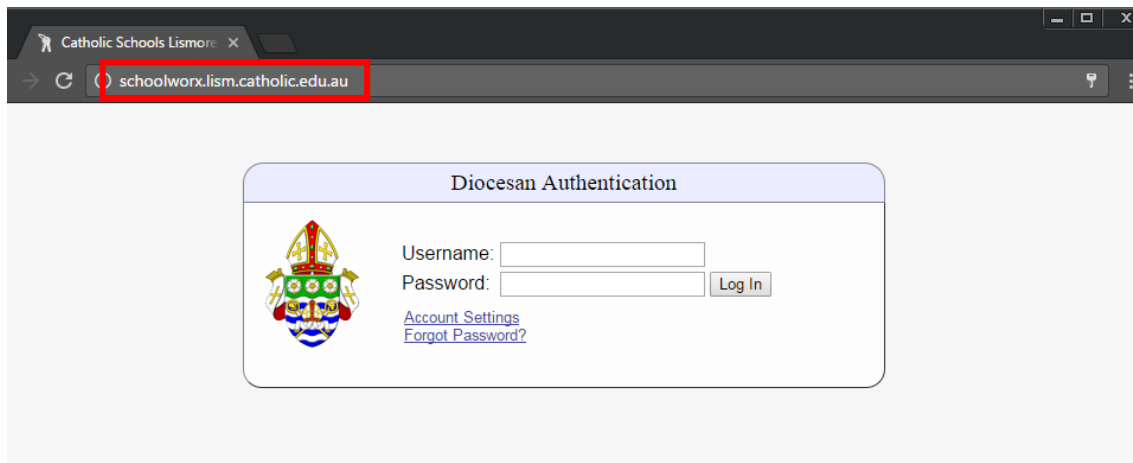 Catholic Schools Lismore
schoolworx.lism.catholic.edu.au
Diocesan Authentication
Username:
Password:
Log In
Account Settings
Forgot Password?